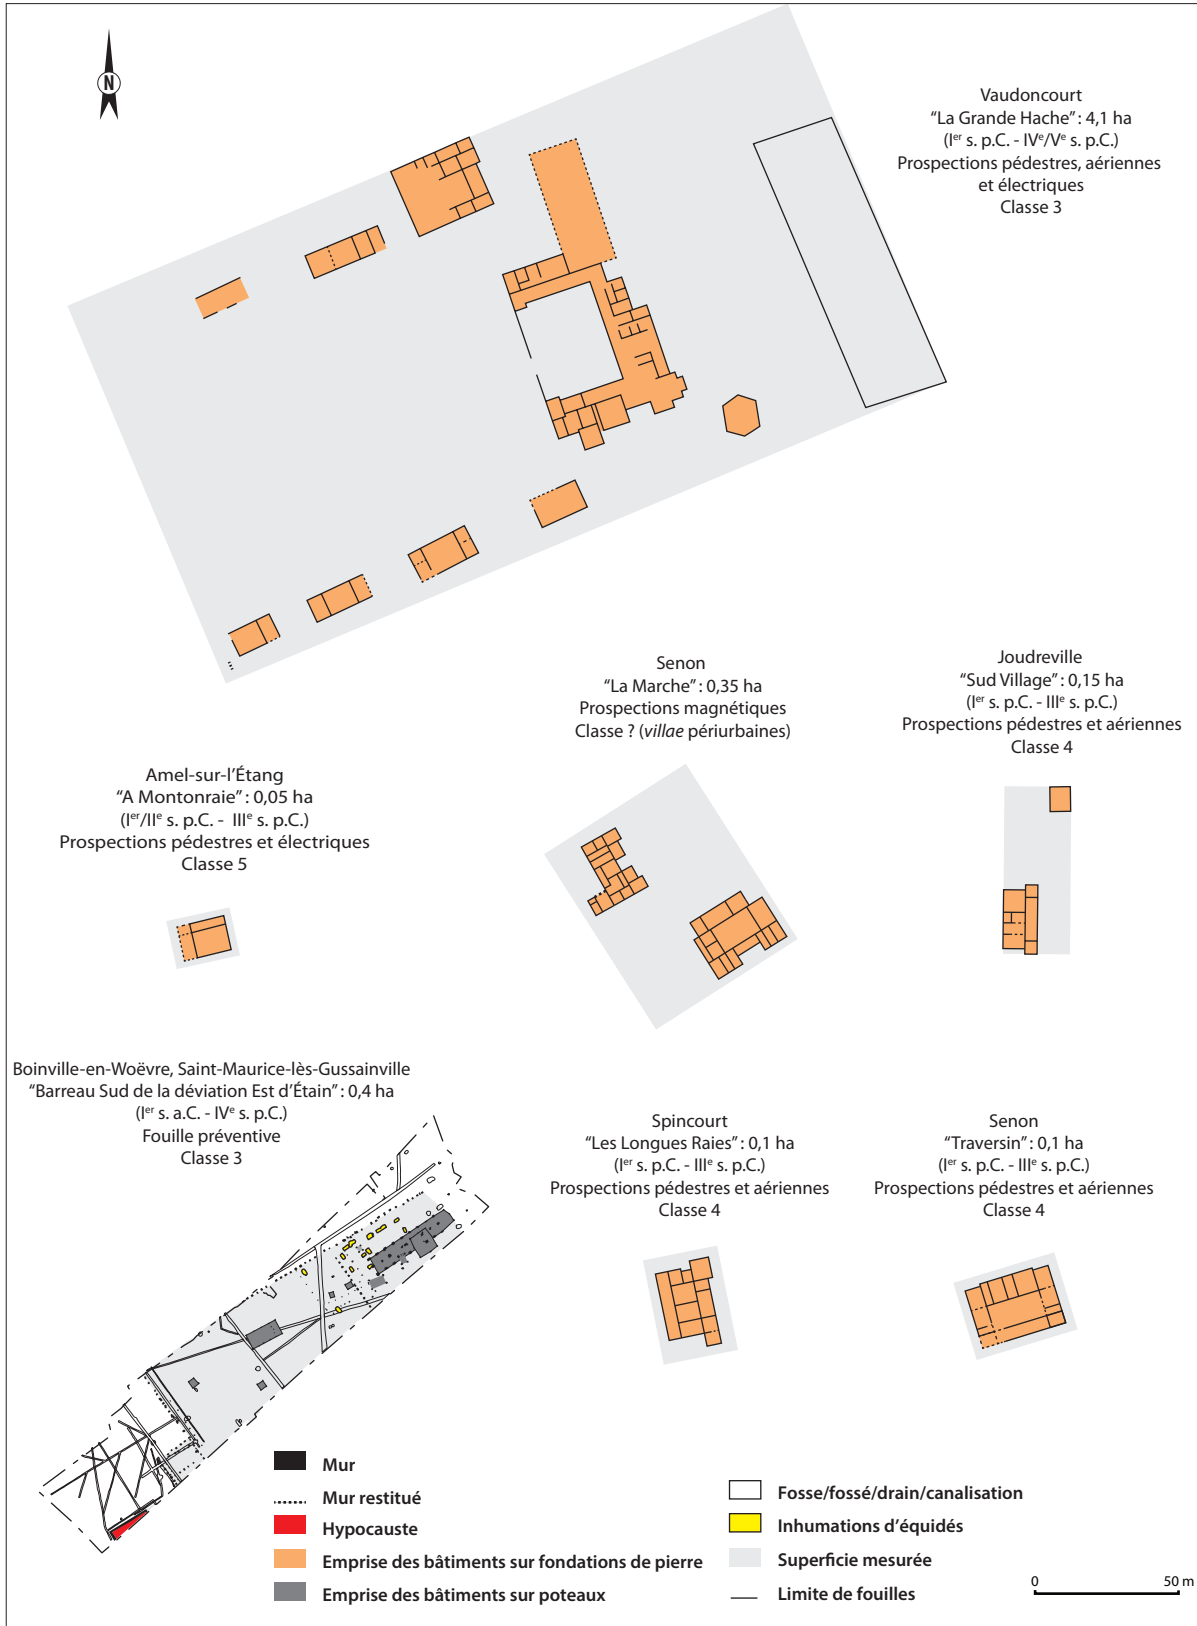 N
Vaudoncourt
“La Grande Hache” : 4,1 ha
(Iᵉʳ s. p.C. - IVᵉ/Vᵉ s. p.C.)
Prospections pédestres, aériennes
et électriques
Classe 3
Senon
“La Marche” : 0,35 ha
Prospections magnétiques
Classe ? (villae périurbaines)
Joudreville
“Sud Village” : 0,15 ha
(Iᵉʳ s. p.C. - IIIᵉ s. p.C.)
Prospections pédestres et aériennes
Classe 4
Amel-sur-l’Étang
“A Montonraie” : 0,05 ha
(Iᵉʳ/IIᵉ s. p.C. - IIIᵉ s. p.C.)
Prospections pédestres et électriques
Classe 5
Boinville-en-Woëvre, Saint-Maurice-lès-Gussainville
“Barreau Sud de la déviation Est d’Étain” : 0,4 ha
(Iᵉʳ s. a.C. - IVᵉ s. p.C.)
Fouille préventive
Classe 3
Spincourt
“Les Longues Raies” : 0,1 ha
(Iᵉʳ s. p.C. - IIIᵉ s. p.C.)
Prospections pédestres et aériennes
Classe 4
Senon
“Traversin” : 0,1 ha
(Iᵉʳ s. p.C. - IIIᵉ s. p.C.)
Prospections pédestres et aériennes
Classe 4
Mur
Mur restitué
Hypocauste
Emprise des bâtiments sur fondations de pierre
Emprise des bâtiments sur poteaux
Fosse/fossé/drain/canalisation
Inhumations d’équidés
Superficie mesurée
Limite de fouilles
0 50 m